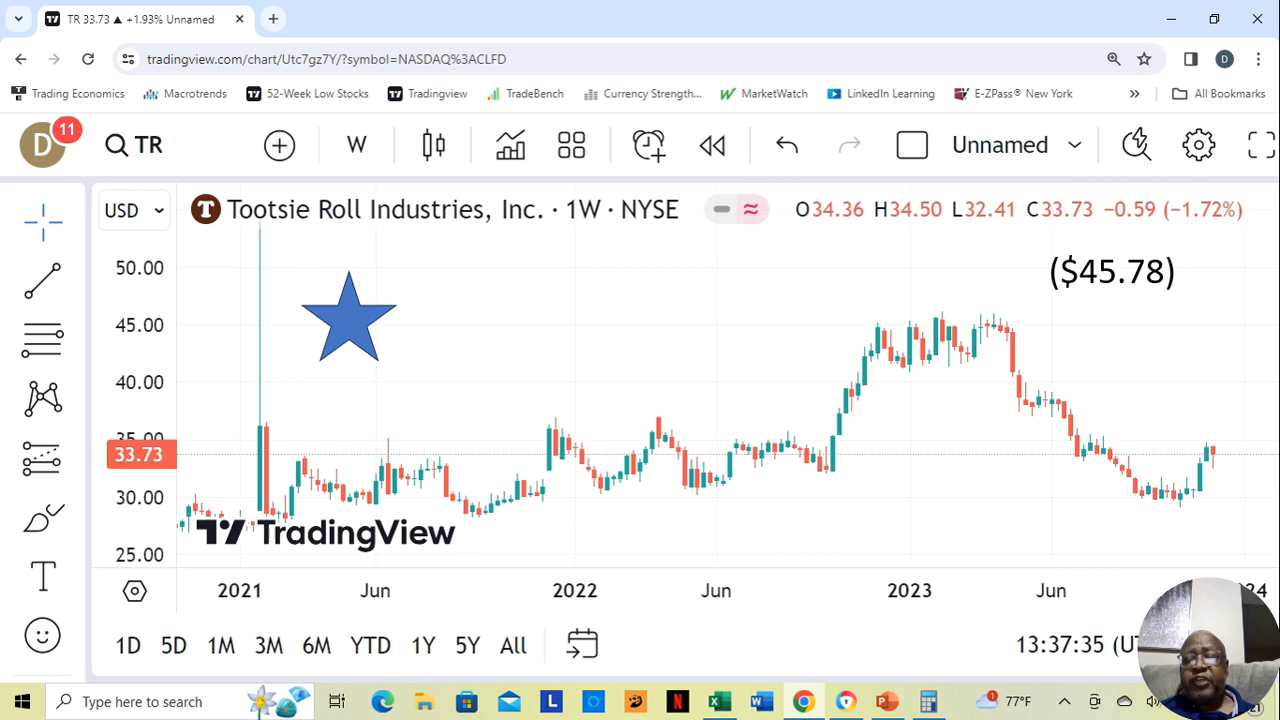 TR 33.73 ▲ +1.93% Unnamed
tradingview.com/chart/Utc7gz7Y/?symbol=NASDAQ%3ACLFD
D
Trading Economics Macrotrends 52-Week Low Stocks Tradingview TradeBench Currency Streng... MarketWatch LinkedIn Learning E-ZPass® New York All Bookmarks
D 11 TR W Unnamed
USD T Tootsie Roll Industries, Inc. · 1W · NYSE O34.36 H34.50 L32.41 C33.73 −0.59 (−1.72%)
($45.78)
50.00
45.00
40.00
35.00
33.73
30.00
TradingView
25.00
T
2021 Jun 2022 Jun 2023 Jun
1D 5D 1M 3M 6M YTD 1Y 5Y All 13:37:35
Type here to search L N 77°F